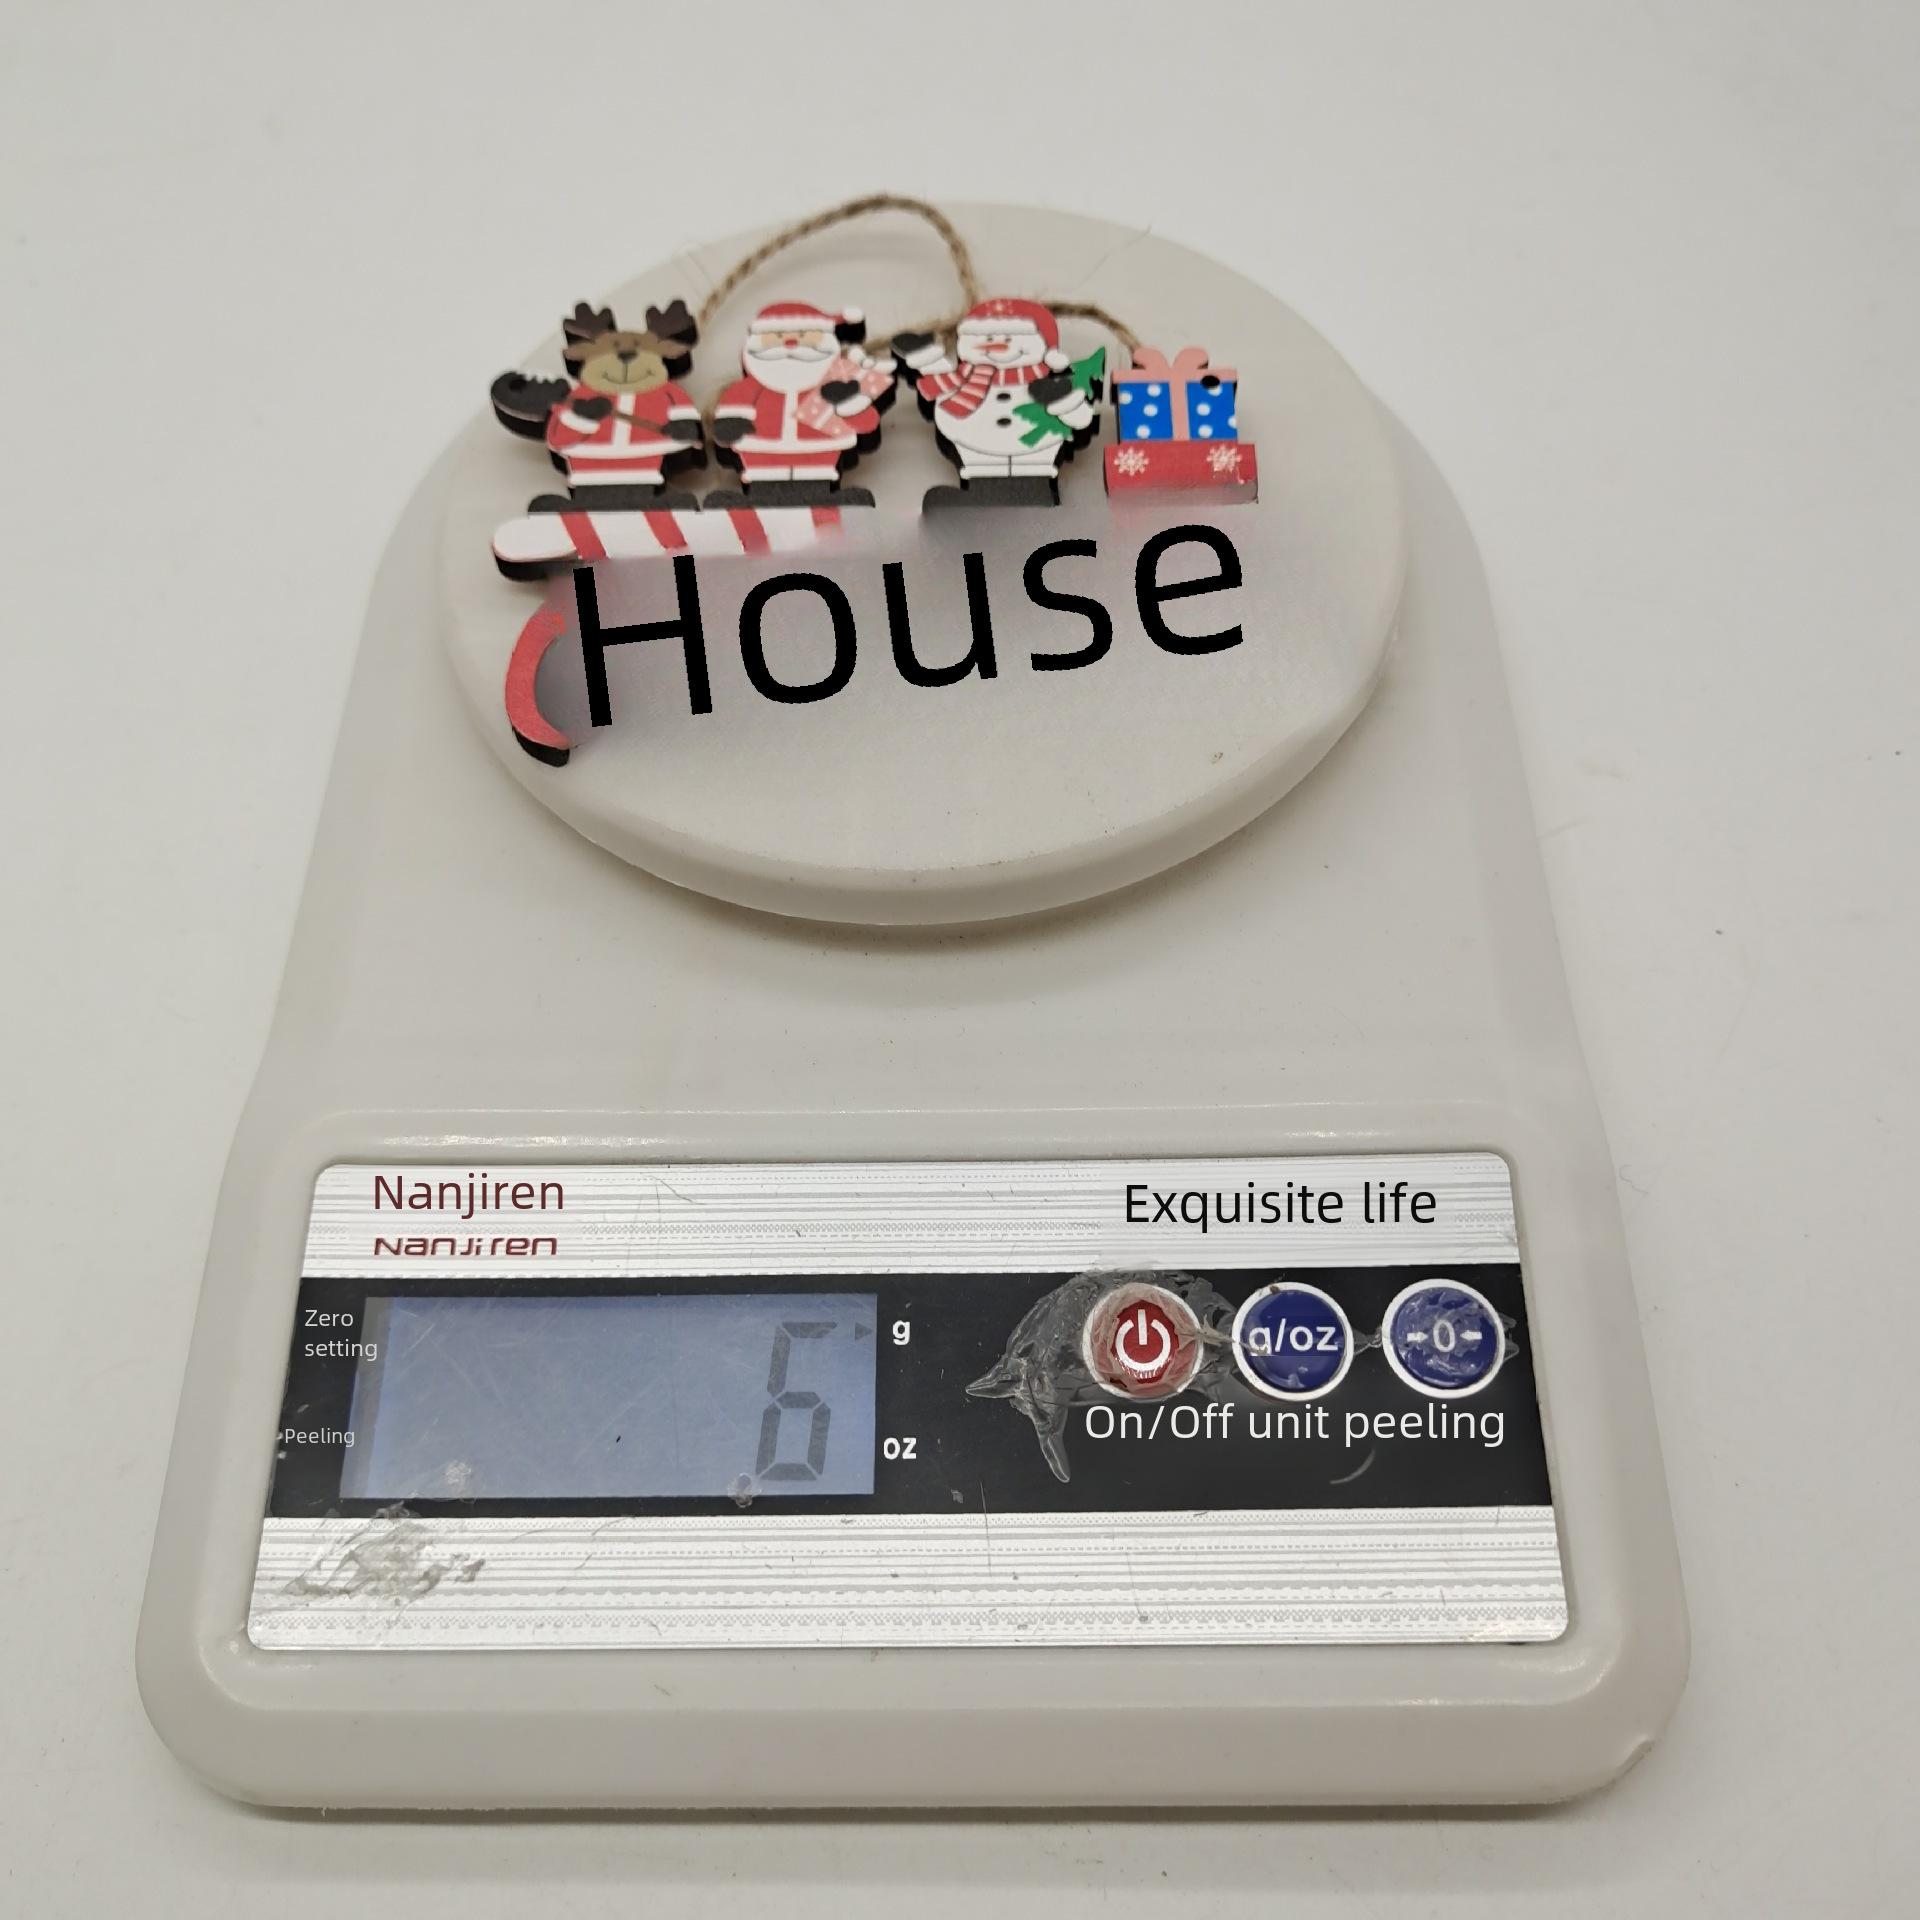 House
Nanjiren
Nanjiren
Exquisite life
Zero
setting
g
g/oz
→0←
Peeling
oz
On/Off unit peeling
6